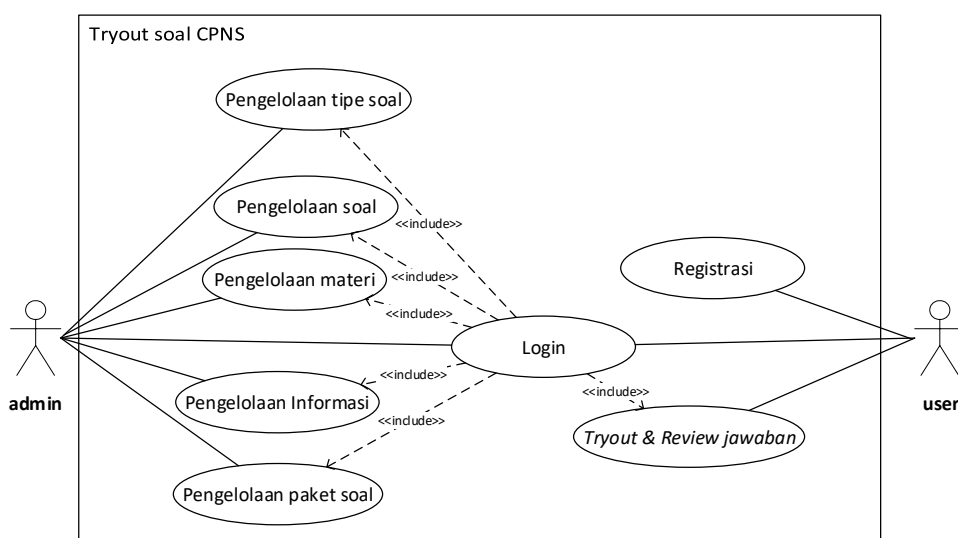 Tryout soal CPNS
Pengelolaan tipe soal
Pengelolaan soal
<<include>>
Registrasi
<<include>>
Pengelolaan materi
<<include>>
Login
<<include>>
admin
Pengelolaan Informasi
<<include>>
user
<<include>>
Tryout & Review jawaban
Pengelolaan paket soal